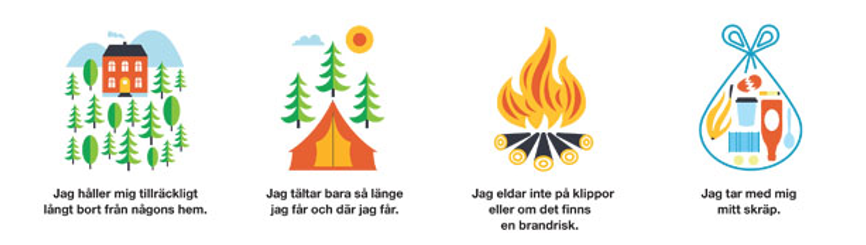 Jag håller mig tillräckligt
långt bort från någons hem.
Jag tältar bara så länge
jag får och där jag får.
Jag eldar inte på klippor
eller om det finns
en brandrisk.
Jag tar med mig
mitt skräp.